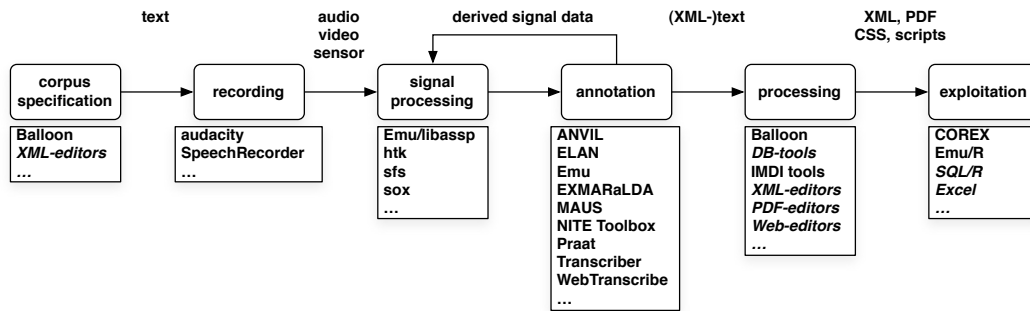 text
audio
video
sensor
derived signal data
(XML-)text
XML, PDF
CSS, scripts
corpus
specification
recording
signal
processing
annotation
processing
exploitation
Balloon
XML-editors
...
audacity
SpeechRecorder
...
Emu/libassp
htk
sfs
sox
...
ANVIL
ELAN
Emu
EXMARaLDA
MAUS
NITE Toolbox
Praat
Transcriber
WebTranscribe
...
Balloon
DB-tools
IMDI tools
XML-editors
PDF-editors
Web-editors
...
COREX
Emu/R
SQL/R
Excel
...